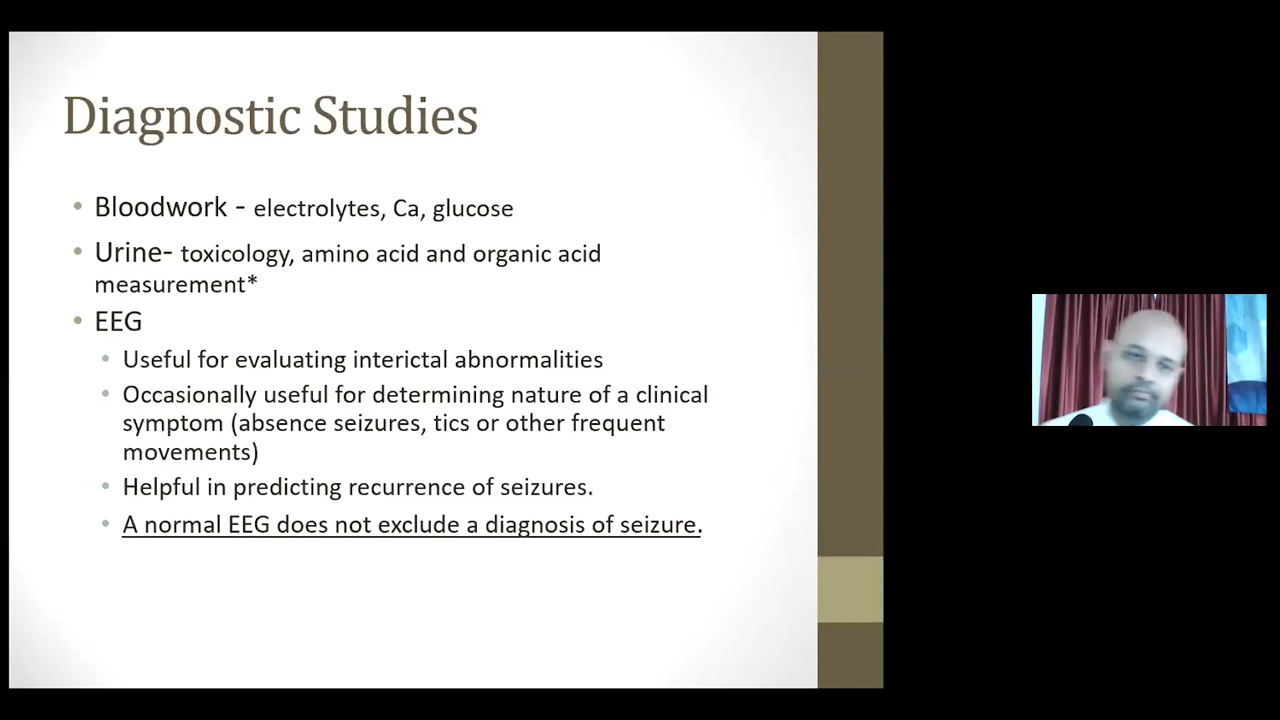 Diagnostic Studies
• Bloodwork - electrolytes, Ca, glucose
• Urine- toxicology, amino acid and organic acid
measurement*
• EEG
• Useful for evaluating interictal abnormalities
• Occasionally useful for determining nature of a clinical
symptom (absence seizures, tics or other frequent
movements)
• Helpful in predicting recurrence of seizures.
• A normal EEG does not exclude a diagnosis of seizure.